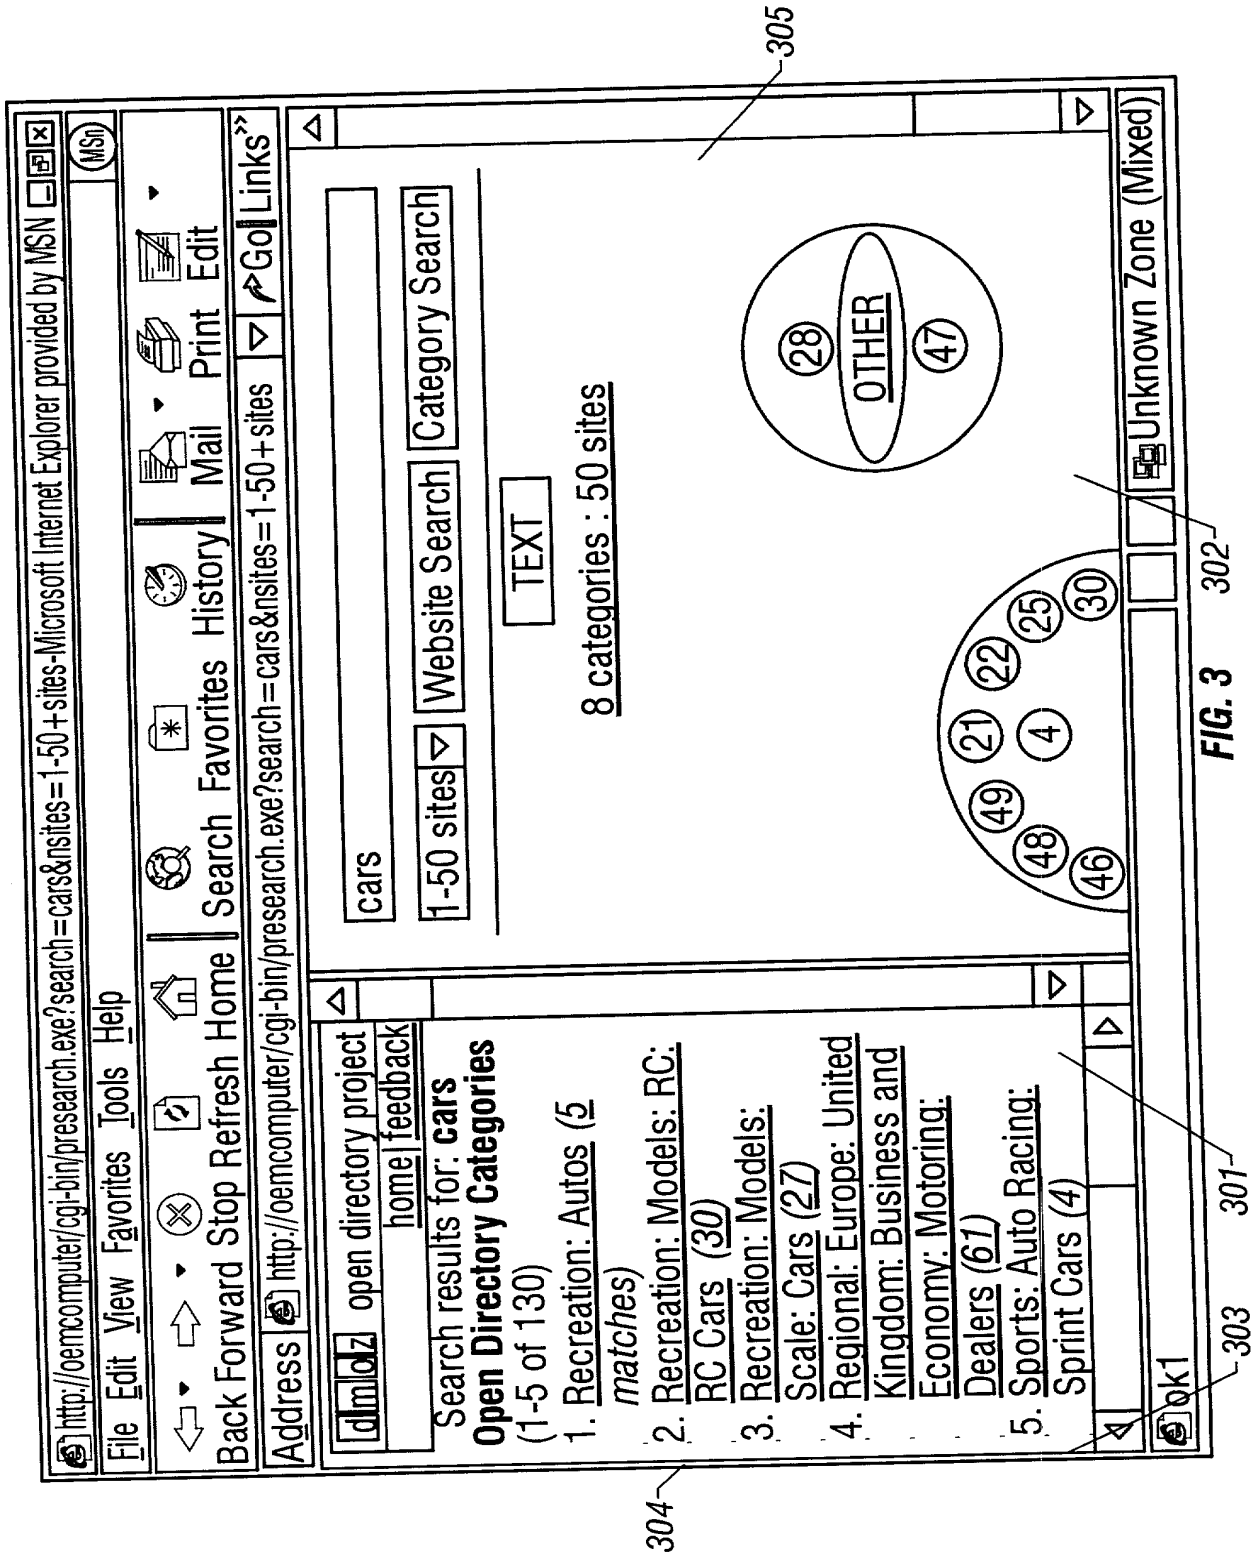 http://oemcomputer/cgi-bin/presearch.exe?search=cars&nsites=1-50+sites-Microsoft Internet Explorer provided by MSN
File Edit View Favorites Tools Help
MSn
Back Forward Stop Refresh Home Search Favorites History Mail Print Edit
Address http://oemcomputer/cgi-bin/presearch.exe?search=cars&nsites=1-50+sites Go Links »
dmoz open directory project
home feedback
Search results for: cars
Open Directory Categories
(1-5 of 130)
1. Recreation: Autos (5
matches)
2. Recreation: Models: RC:
RC Cars (30)
3. Recreation: Models:
Scale: Cars (27)
4. Regional: Europe: United
Kingdom: Business and
Economy: Motoring:
Dealers (61)
5. Sports: Auto Racing:
Sprint Cars (4)
cars
1-50 sites Website Search Category Search
TEXT
8 categories : 50 sites
28
OTHER
47
46
48
49
21
4
22
25
30
ok1
Unknown Zone (Mixed)
301
302
303
304
305
FIG. 3